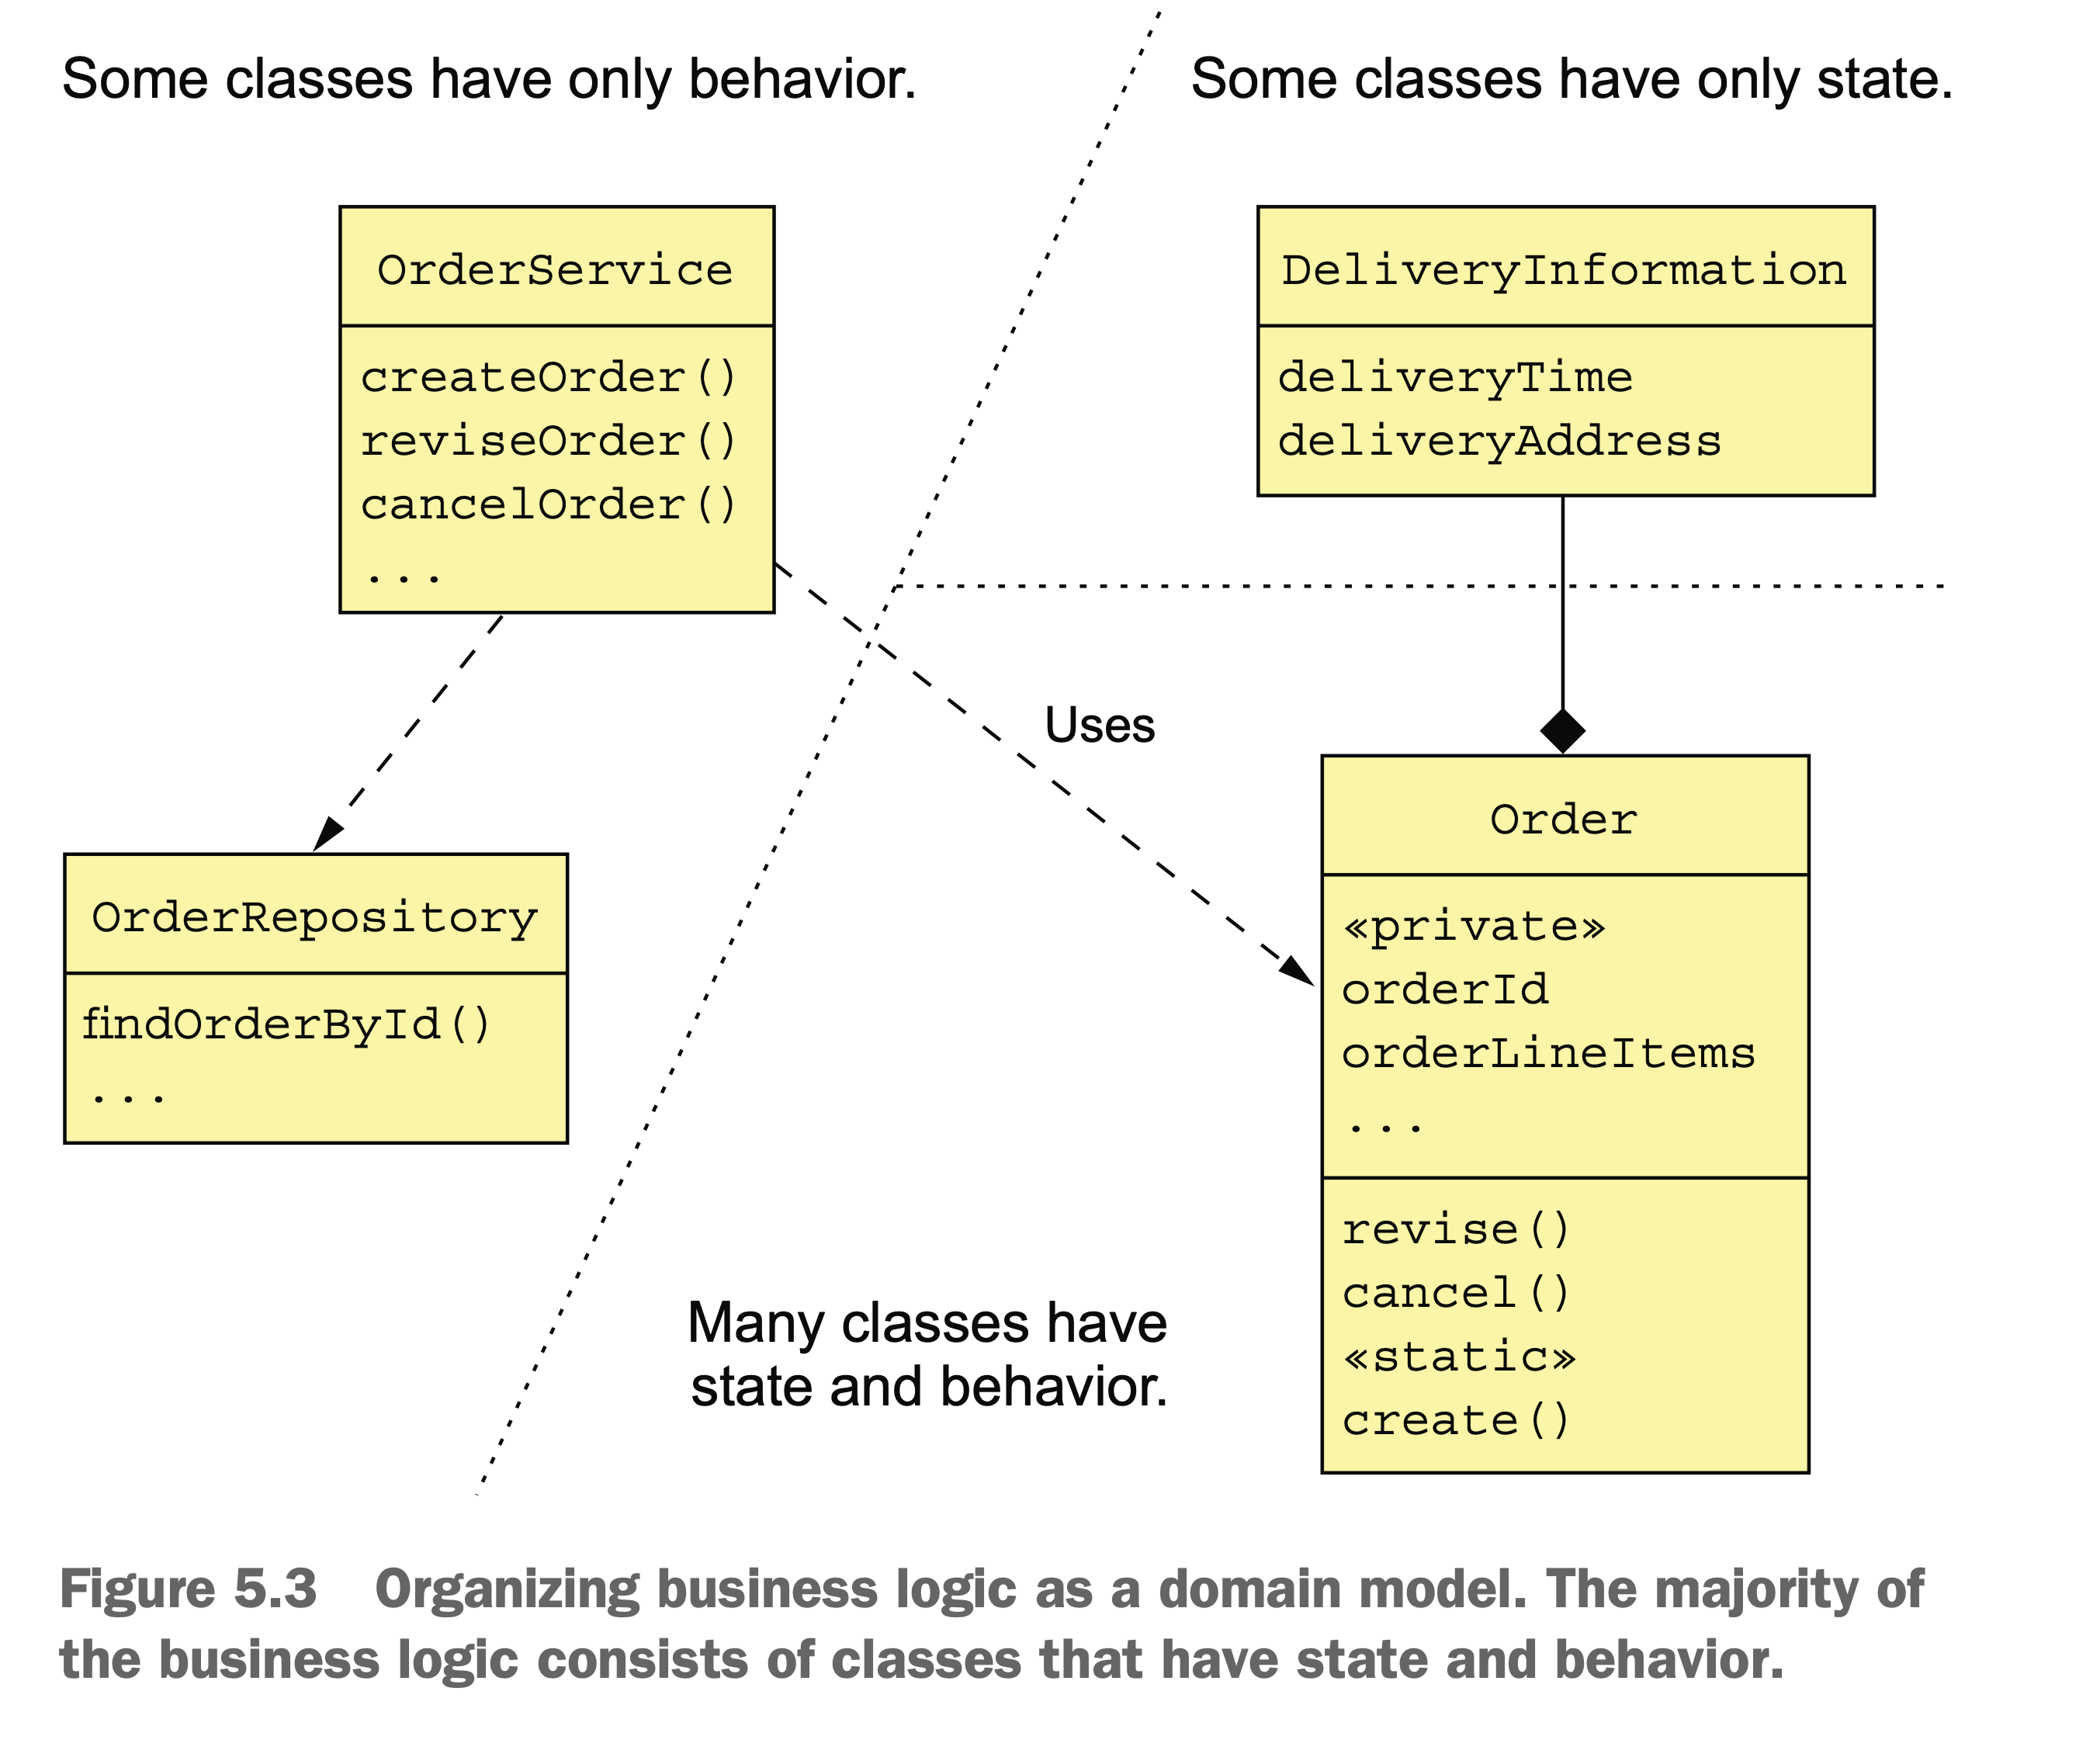 Some classes have only behavior.
Some classes have only state.
OrderService
createOrder()
reviseOrder()
cancelOrder()
...
DeliveryInformation
deliveryTime
deliveryAddress
Uses
OrderRepository
findOrderById()
...
Order
«private»
orderId
orderLineItems
...
revise()
cancel()
«static»
create()
Many classes have
state and behavior.
Figure 5.3 Organizing business logic as a domain model. The majority of
the business logic consists of classes that have state and behavior.